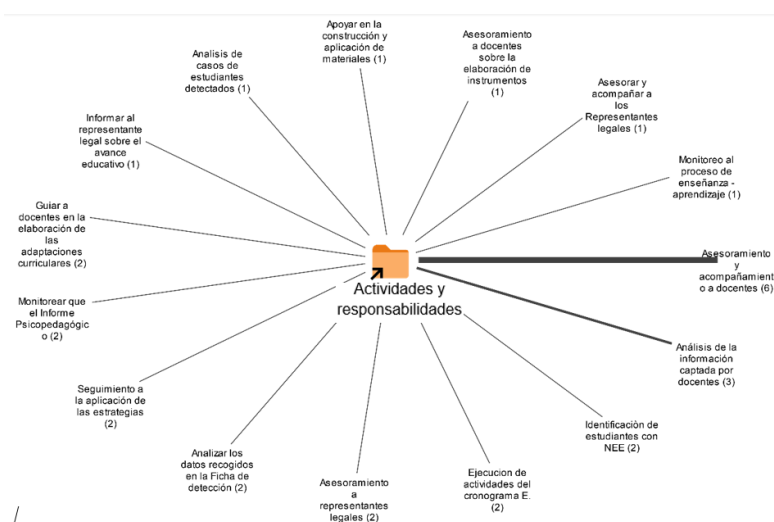 Apoyar en la
construcción y
aplicación de
materiales (1)
Asesoramiento
a docentes
sobre la
elaboración de
instrumentos
(1)
Analisis de
casos de
estudiantes
detectados (1)
Asesorar y
acompañar a
los
Representantes
legales (1)
Informar al
representante
legal sobre el
avance
educativo (1)
Monitoreo al
proceso de
enseñanza -
aprendizaje (1)
Guiar a
docentes en la
elaboración de
las
adaptaciones
curriculares (2)
Asesoramiento
y
acompañamient
o a docentes (6)
Actividades y
responsabilidades
Monitorear que
el Informe
Psicopedagógic
o (2)
Análisis de la
información
captada por
docentes (3)
Seguimiento a
la aplicación de
las estrategias
(2)
Identificaciòn de
estudiantes con
NEE (2)
Analizar los
datos recogidos
en la Ficha de
detección (2)
Asesoramiento
a
representantes
legales (2)
Ejecucion de
actividades del
cronograma E.
(2)
/